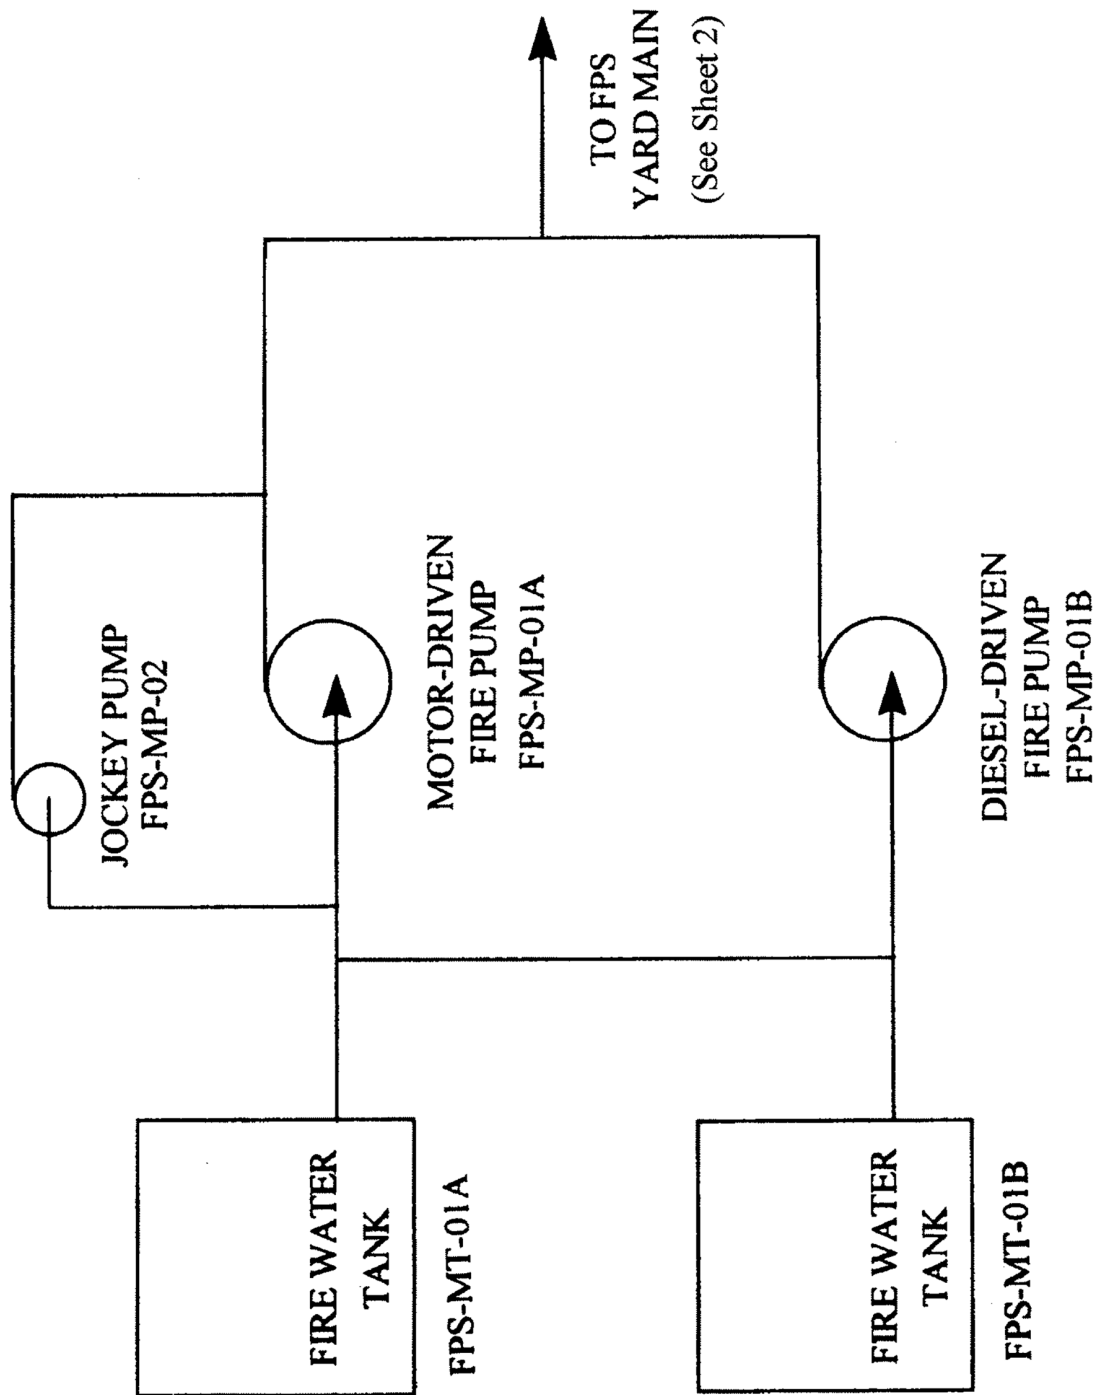 FIRE WATER
TANK
FPS-MT-01A
FIRE WATER
TANK
FPS-MT-01B
JOCKEY PUMP
FPS-MP-02
MOTOR-DRIVEN
FIRE PUMP
FPS-MP-01A
DIESEL-DRIVEN
FIRE PUMP
FPS-MP-01B
TO FPS
YARD MAIN
(See Sheet 2)